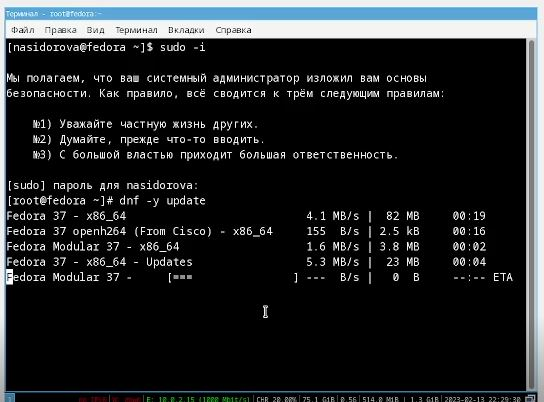 Терминал - root@fedora:~
Файл Правка Вид Терминал Вкладки Справка
[nasidorova@fedora ~]$ sudo -i
Мы полагаем, что ваш системный администратор изложил вам основы
безопасности. Как правило, всё сводится к трём следующим правилам:
№1) Уважайте частную жизнь других.
№2) Думайте, прежде что-то вводить.
№3) С большой властью приходит большая ответственность.
[sudo] пароль для nasidorova:
[root@fedora ~]# dnf -y update
Fedora 37 - x86_64 4.1 MB/s | 82 MB 00:19
Fedora 37 openh264 (From Cisco) - x86_64 155 B/s | 2.5 kB 00:16
Fedora Modular 37 - x86_64 1.6 MB/s | 3.8 MB 00:02
Fedora 37 - x86_64 - Updates 5.3 MB/s | 23 MB 00:04
Fedora Modular 37 - [=== ] --- B/s | 0 B --:-- ETA
1 E: 10.0.2.15 (1000 Mbit/s) CHR 20.00% 75.1 GiB 0.56 514.0 MiB | 1.3 GiB 2023-02-13 22:29:30